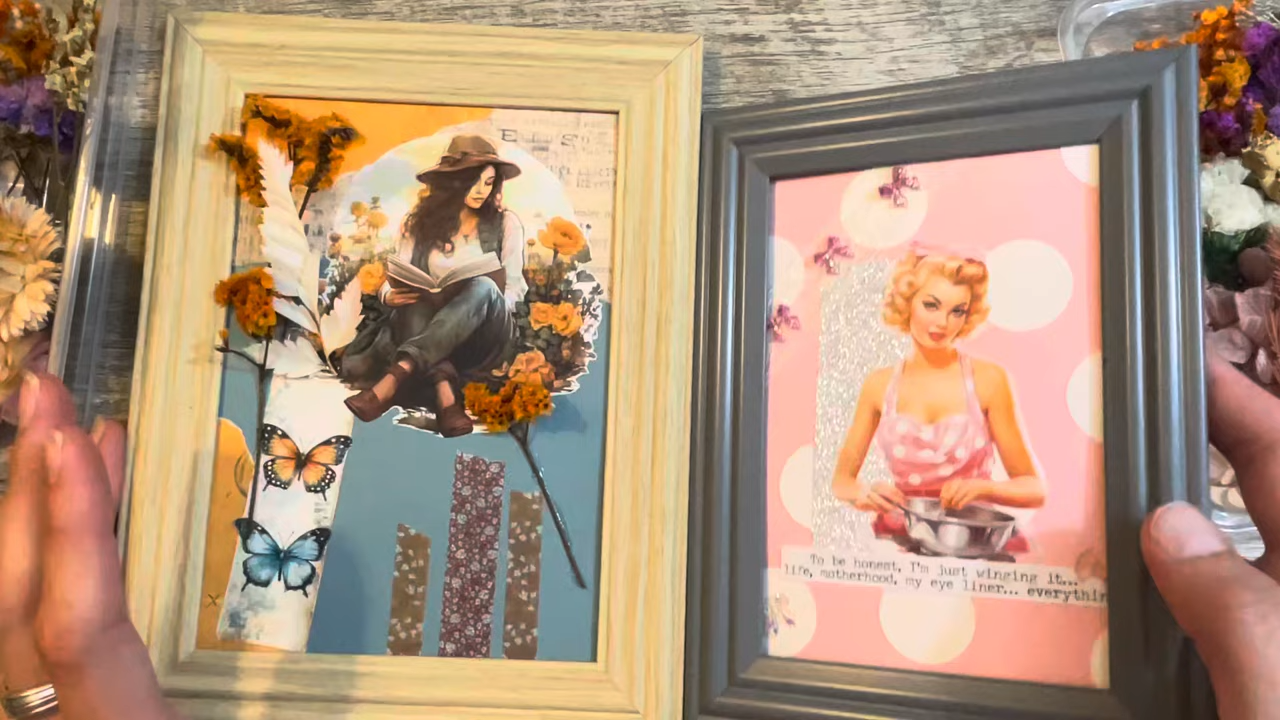 To be honest, I'm just winging it...
life, motherhood, my eye liner... everythin